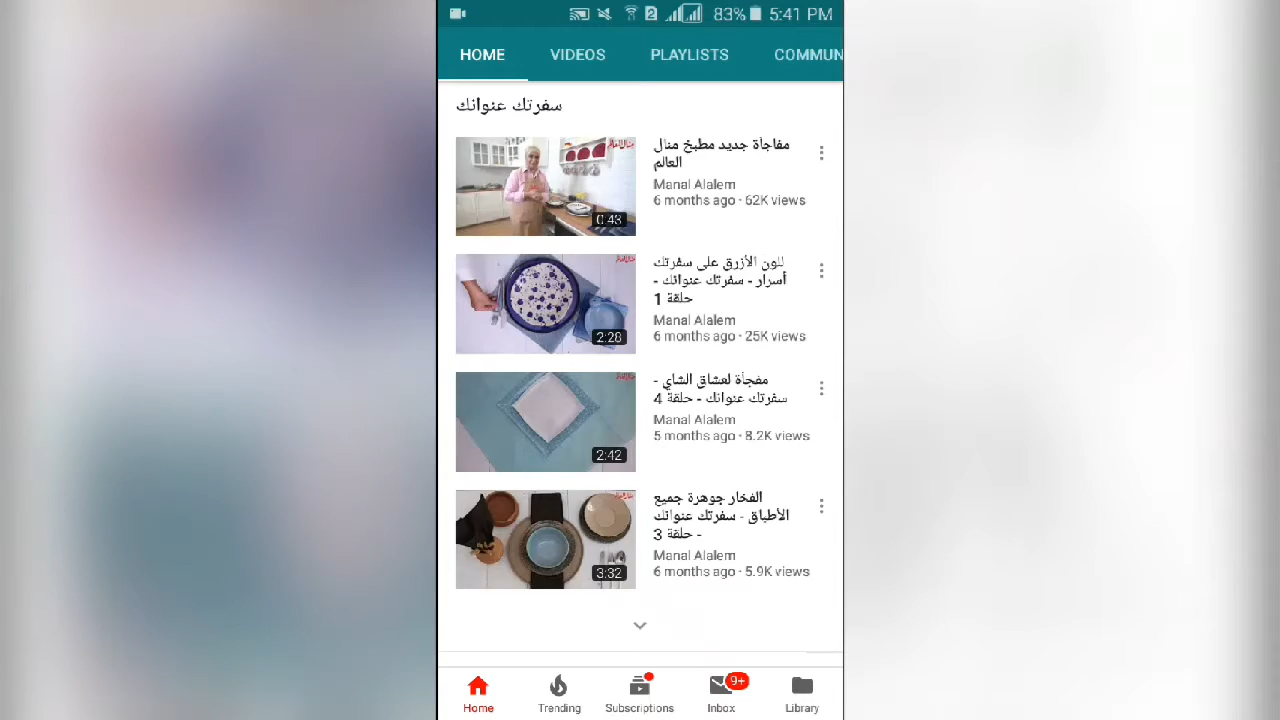 83% 5:41 PM
HOME VIDEOS PLAYLISTS COMMUN
سفرتك عنوانك
منال العالم
0:43
مفاجأة جديد مطبخ منال
العالم
Manal Alalem
6 months ago · 62K views
2:28
للون الأزرق على سفرتك
أسرار - سفرتك عنوانك -
حلقة 1
Manal Alalem
6 months ago · 25K views
2:42
مفجأة لعشاق الشاي -
سفرتك عنوانك - حلقة 4
Manal Alalem
5 months ago · 8.2K views
3:32
الفخار جوهرة جميع
الأطباق - سفرتك عنوانك
- حلقة 3
Manal Alalem
6 months ago · 5.9K views
9+
Home Trending Subscriptions Inbox Library